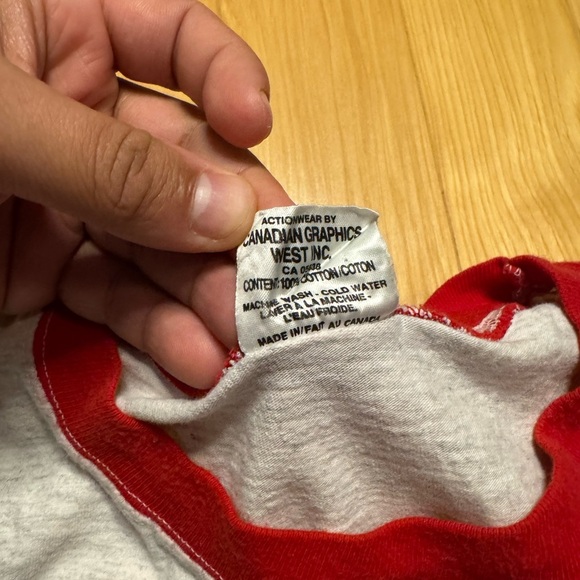 ACTIONWEAR BY
CANADIAN GRAPHICS
WEST INC.
CA
CONTENT: 100% COTTON/COTON
MACHINE WASH - COLD WATER
LAVER A LA MACHINE -
L'EAU FROIDE.
MADE IN/FAIT AU CANADA